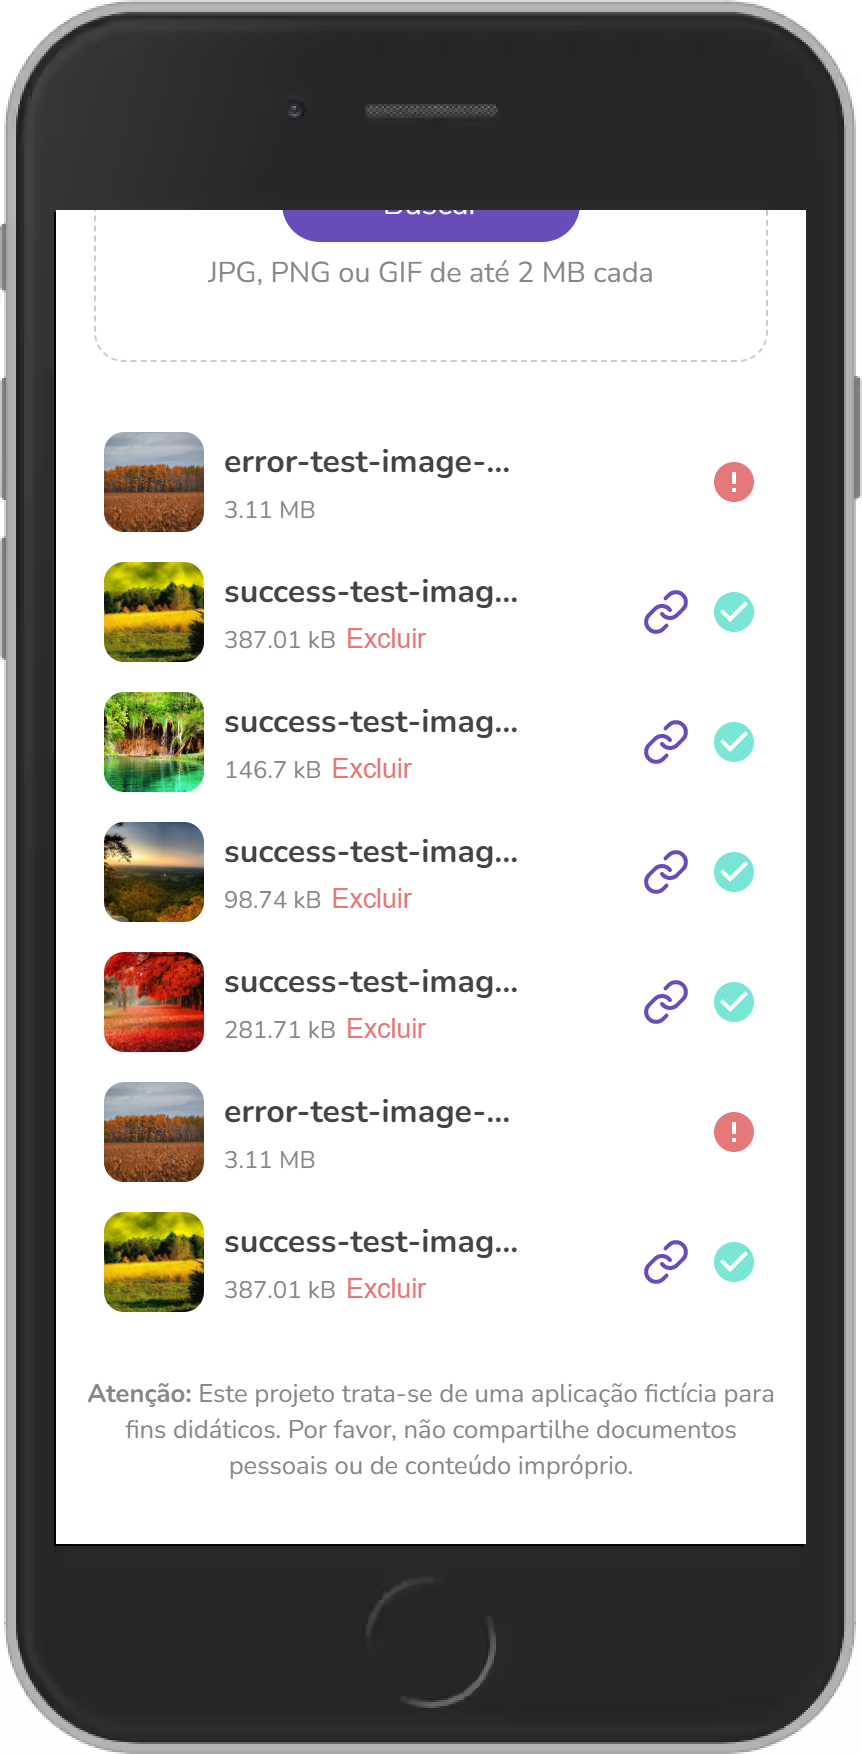 Buscar
JPG, PNG ou GIF de até 2 MB cada
error-test-image-...
3.11 MB
success-test-imag...
387.01 kB Excluir
success-test-imag...
146.7 kB Excluir
success-test-imag...
98.74 kB Excluir
success-test-imag...
281.71 kB Excluir
error-test-image-...
3.11 MB
success-test-imag...
387.01 kB Excluir
Atenção: Este projeto trata-se de uma aplicação fictícia para
fins didáticos. Por favor, não compartilhe documentos
pessoais ou de conteúdo impróprio.